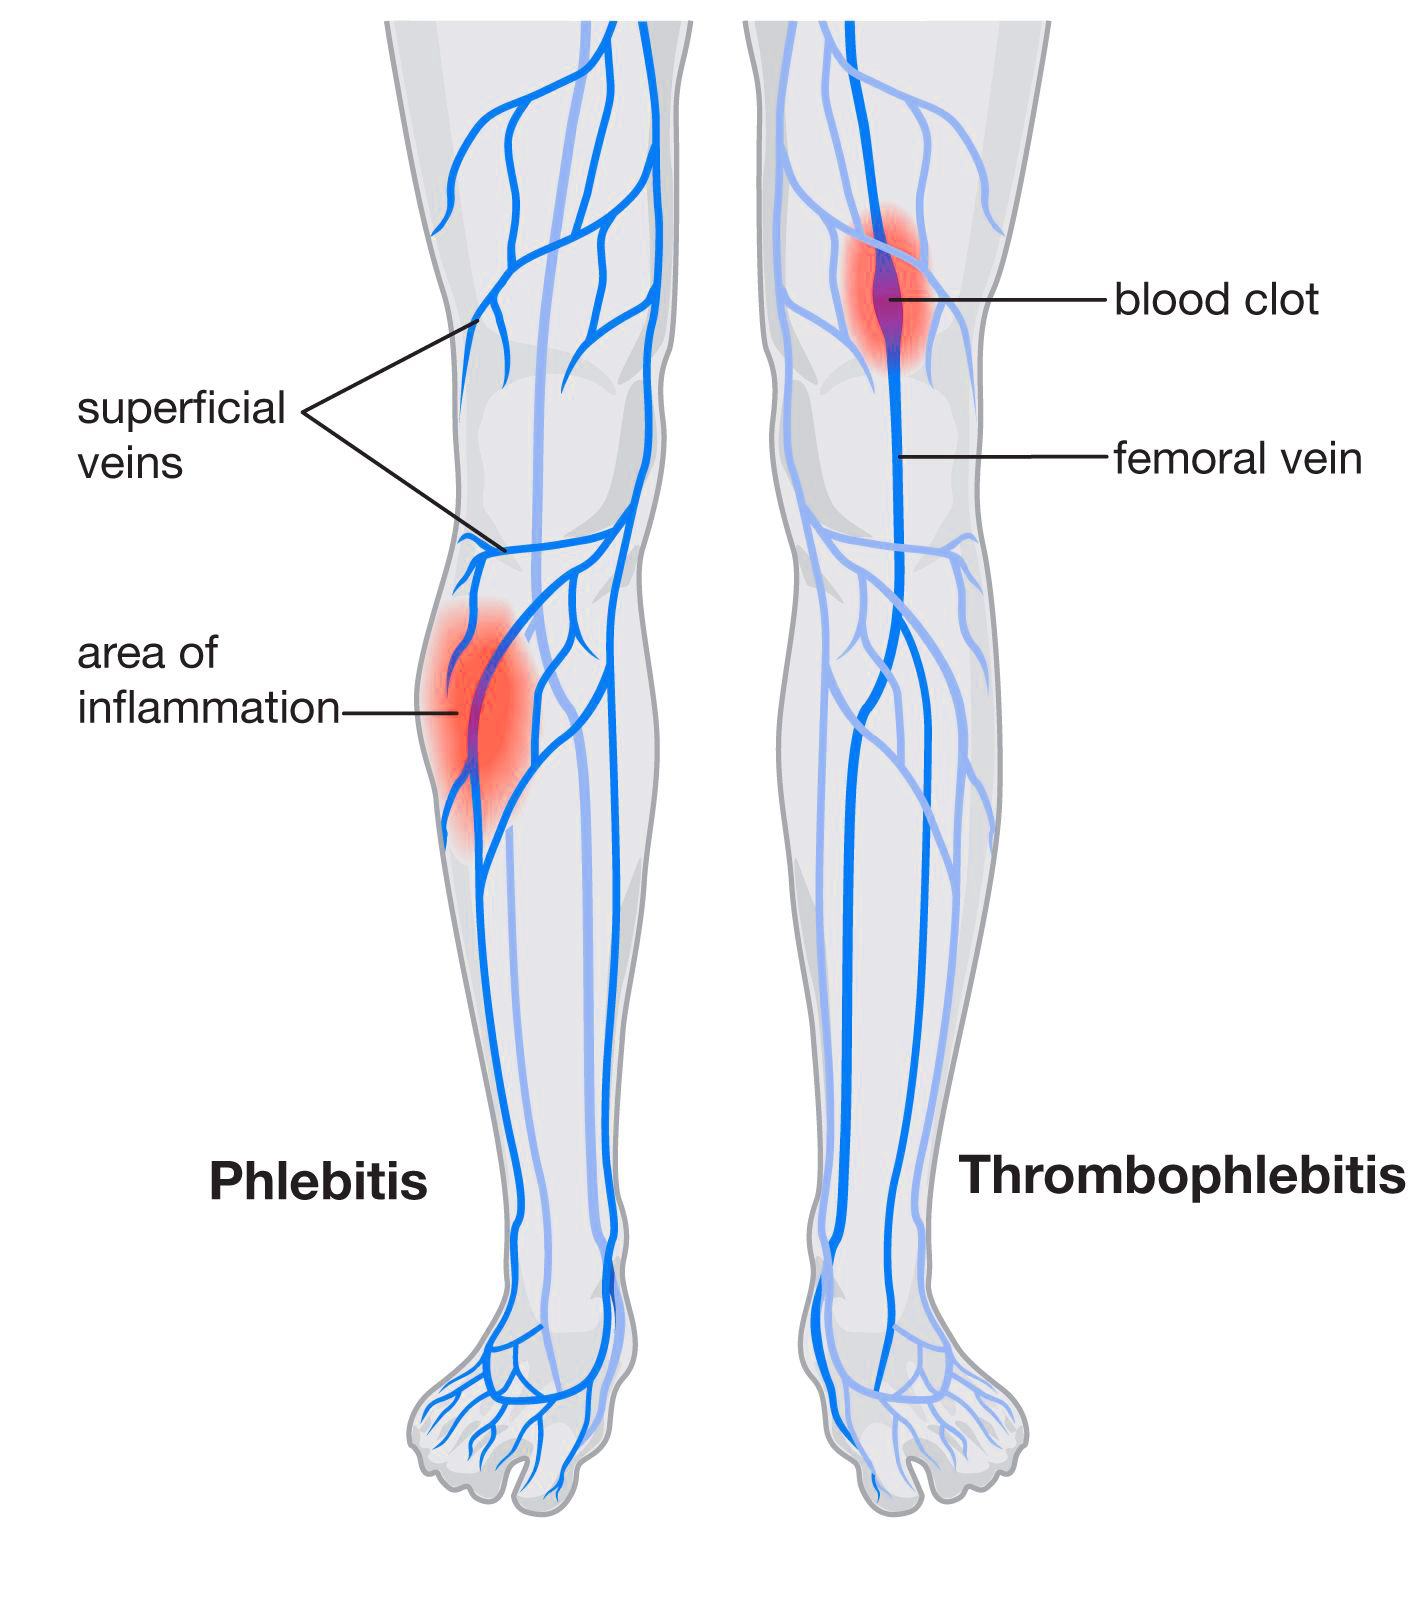 blood clot
superficial
veins
femoral vein
area of
inflammation
Phlebitis
Thrombophlebitis